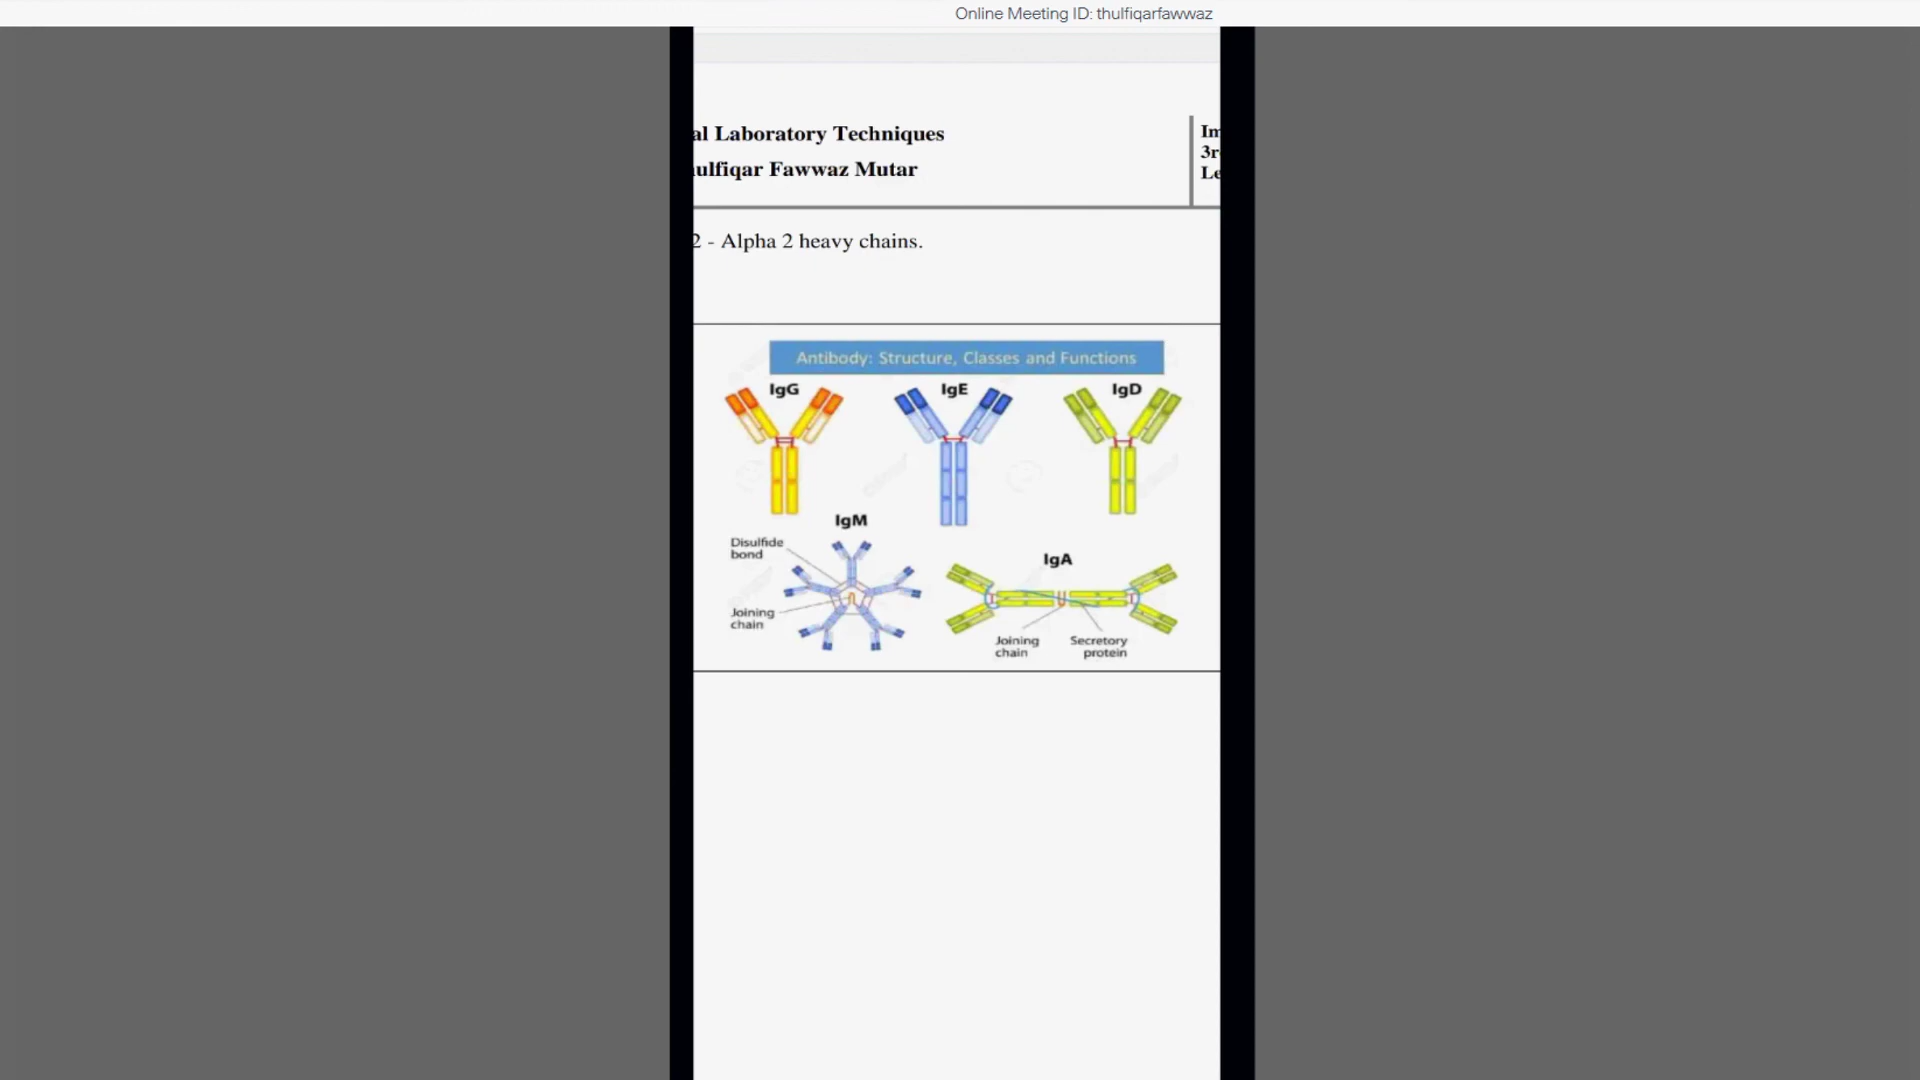 Online Meeting ID: thulfiqarfawwaz
al Laboratory Techniques
ulfiqar Fawwaz Mutar
Im
3r
Le
2 - Alpha 2 heavy chains.
Antibody: Structure, Classes and Functions
IgG
IgE
IgD
IgM
Disulfide
bond
Joining
chain
IgA
Joining
chain
Secretory
protein